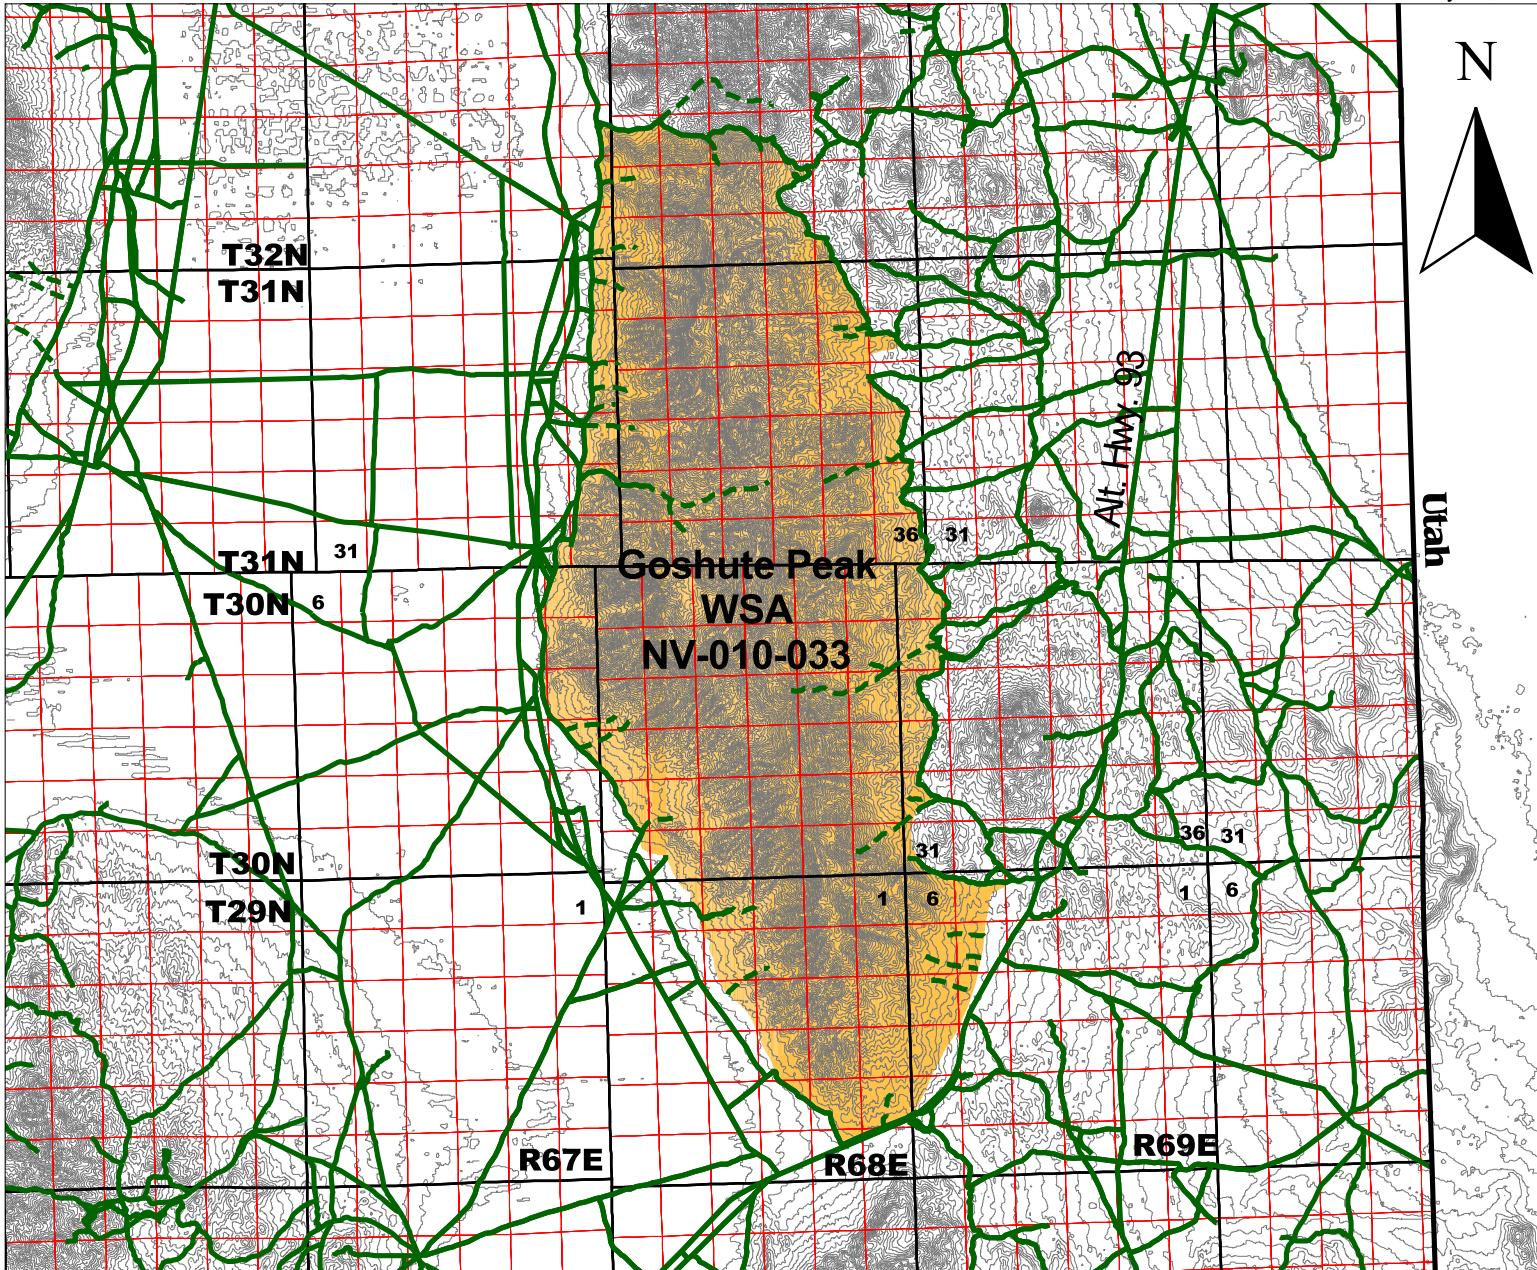 N
T32N
T31N
Alt. Hwy. 93
Utah
36 31
31
T31N
T30N 6
Goshute Peak
WSA
NV-010-033
36 31
31
T30N
T29N
1
1 6
1 6
R67E
R68E
R69E